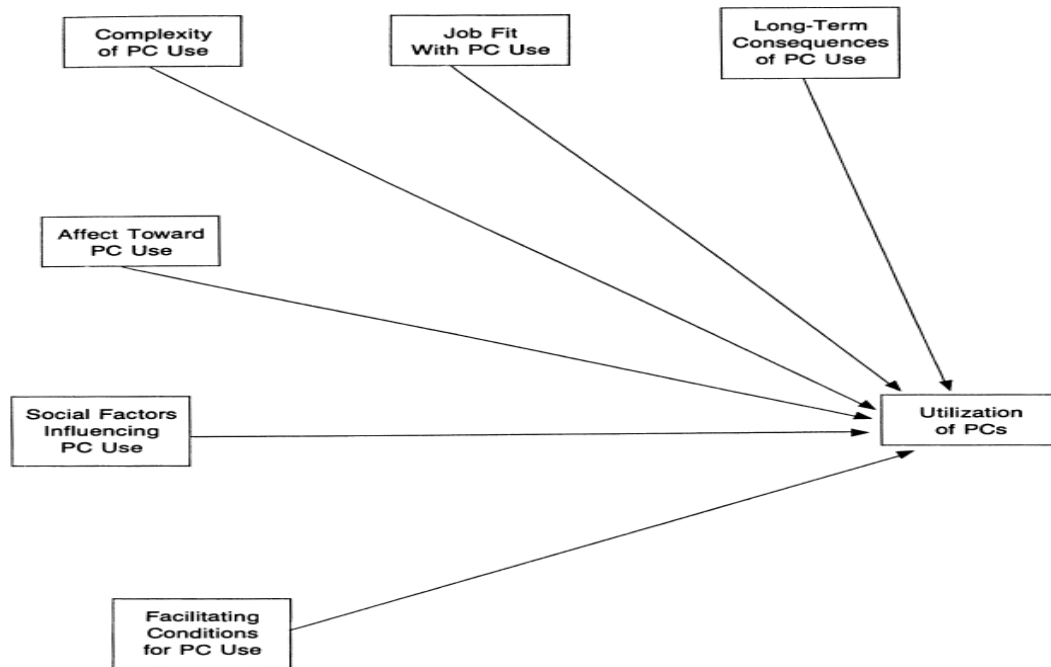 Complexity
of PC Use
Job Fit
With PC Use
Long-Term
Consequences
of PC Use
Affect Toward
PC Use
Social Factors
Influencing
PC Use
Utilization
of PCs
Facilitating
Conditions
for PC Use